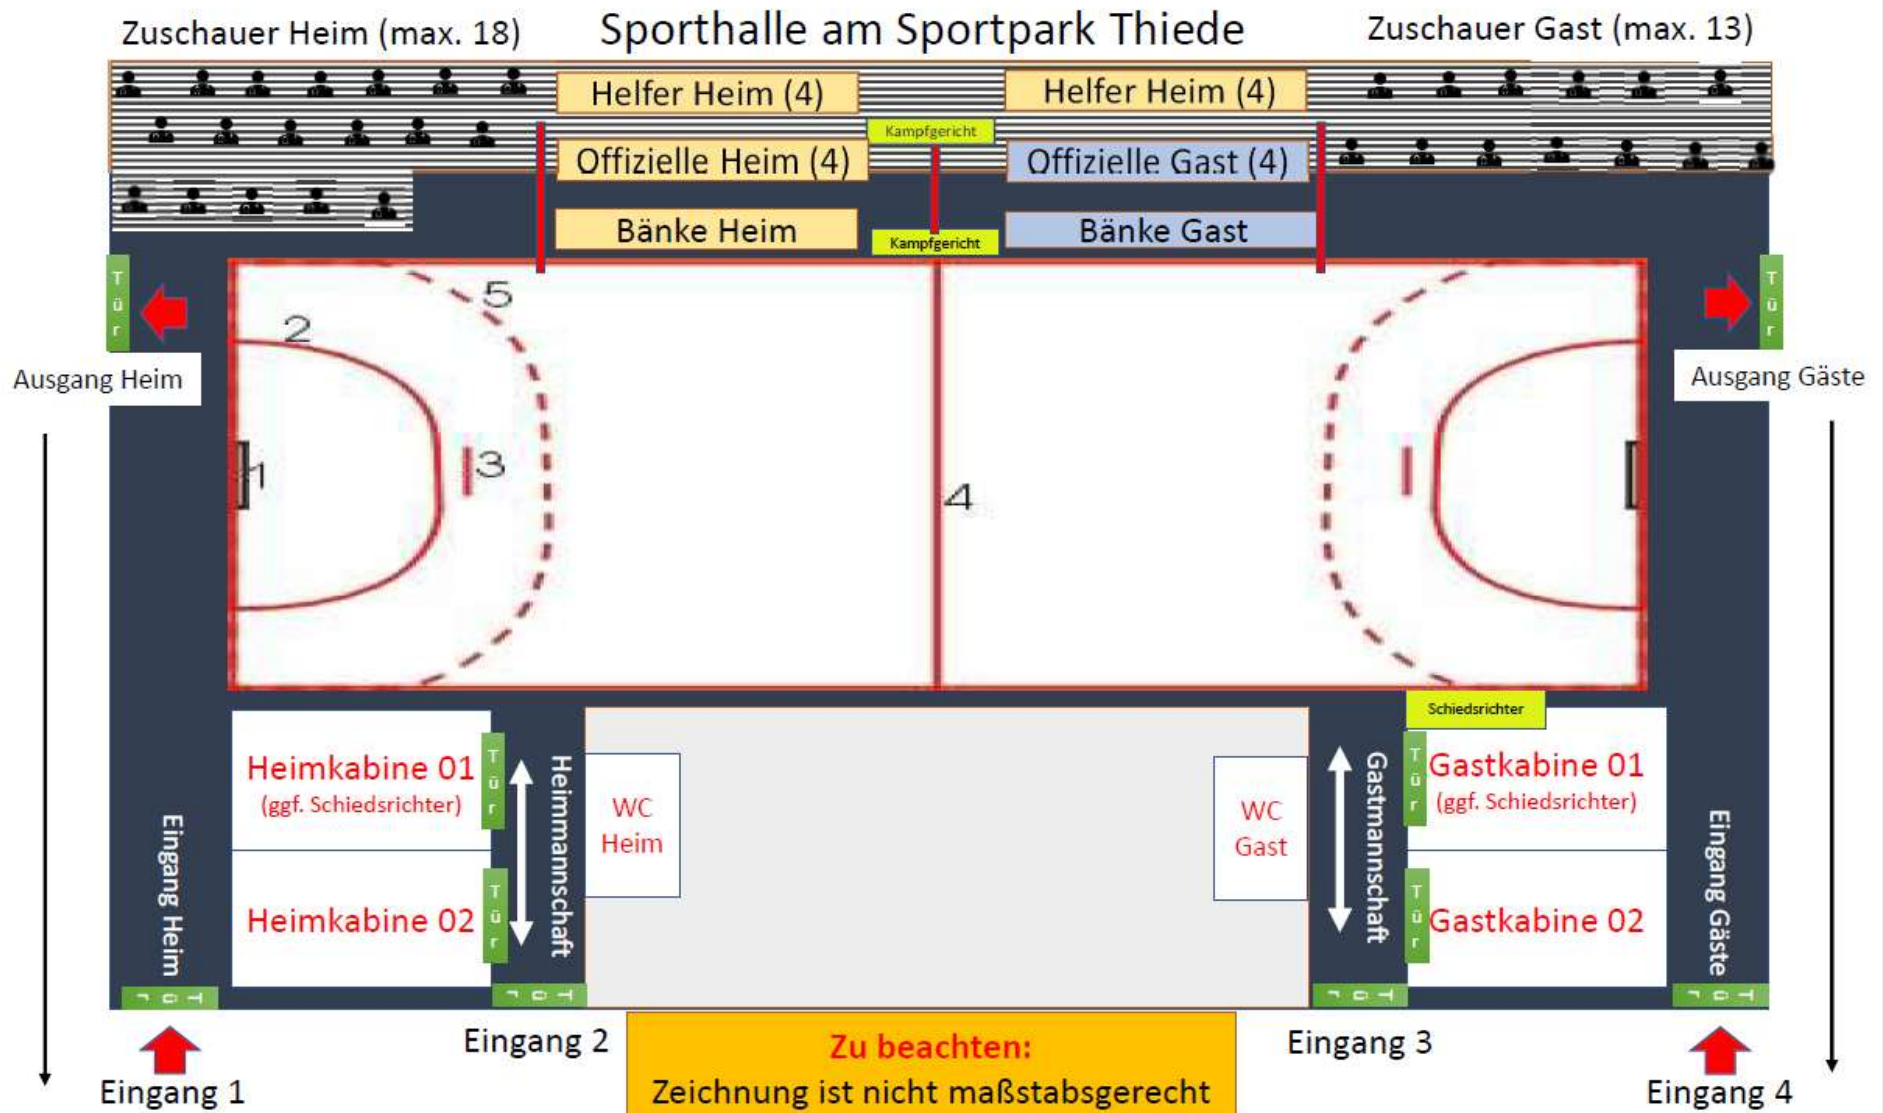 Zuschauer Heim (max. 18)
Sporthalle am Sportpark Thiede
Zuschauer Gast (max. 13)
Helfer Heim (4)
Helfer Heim (4)
Kampfgericht
Offizielle Heim (4)
Offizielle Gast (4)
Bänke Heim
Kampfgericht
Bänke Gast
Tür
Tür
5
2
Ausgang Heim
Ausgang Gäste
1
3
4
Schiedsrichter
Heimkabine 01
(ggf. Schiedsrichter)
Tür
Heimmannschaft
WC
Heim
WC
Gast
Gastmannschaft
Tür
Gastkabine 01
(ggf. Schiedsrichter)
Eingang Heim
Heimkabine 02
Tür
Tür
Gastkabine 02
Eingang Gäste
Tür
Tür
Tür
Tür
Eingang 1
Eingang 2
Zu beachten:
Zeichnung ist nicht maßstabsgerecht
Eingang 3
Eingang 4